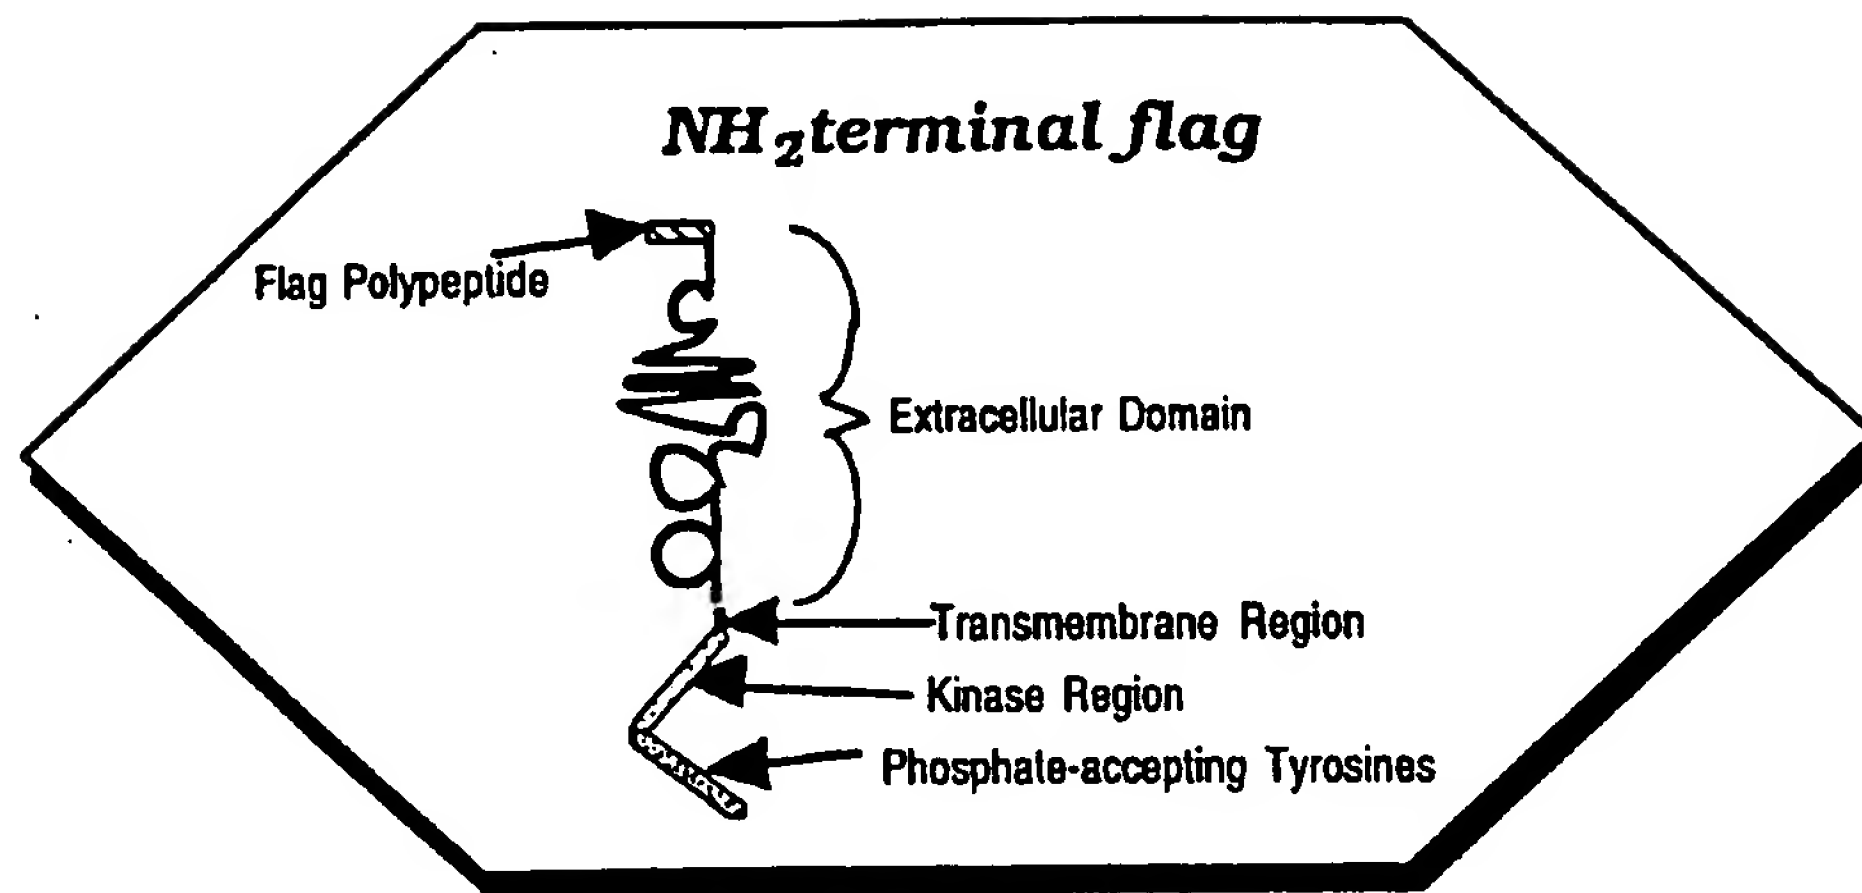 NH₂terminal flag
Flag Polypeptide
Extracellular Domain
Transmembrane Region
Kinase Region
Phosphate-accepting Tyrosines